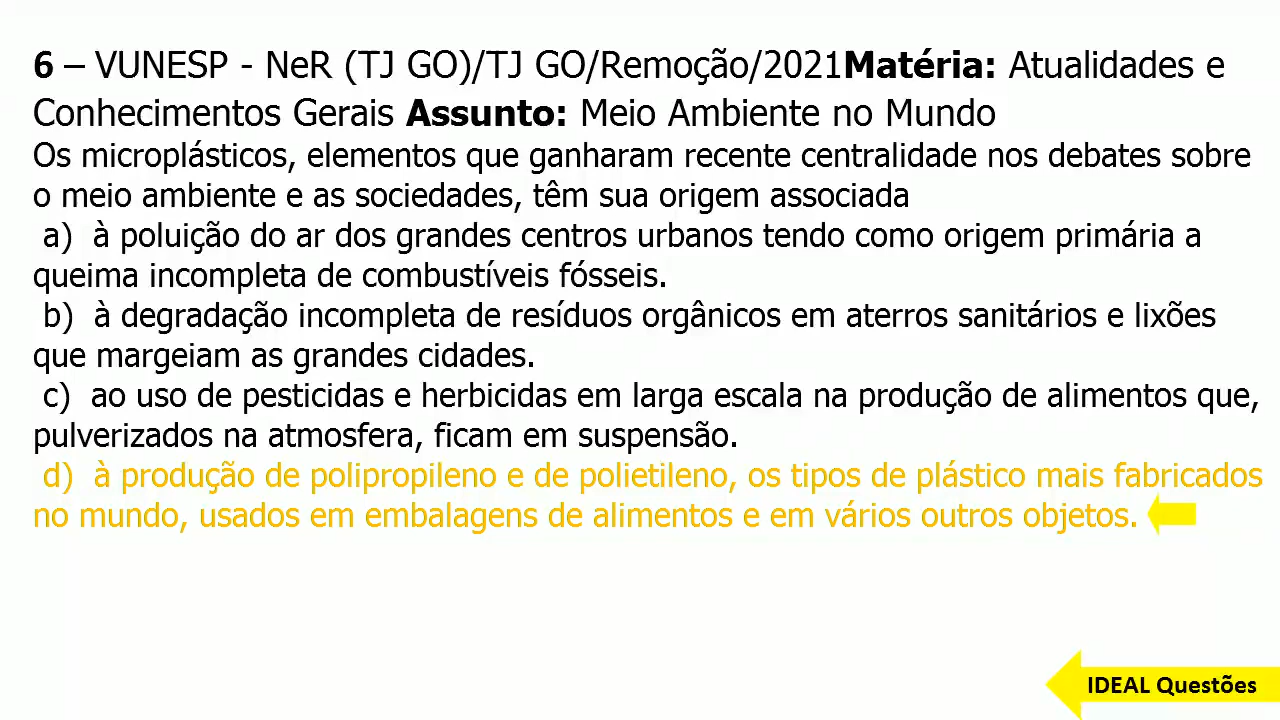 6 – VUNESP - NeR (TJ GO)/TJ GO/Remoção/2021Matéria: Atualidades e
Conhecimentos Gerais Assunto: Meio Ambiente no Mundo
Os microplásticos, elementos que ganharam recente centralidade nos debates sobre
o meio ambiente e as sociedades, têm sua origem associada
a) à poluição do ar dos grandes centros urbanos tendo como origem primária a
queima incompleta de combustíveis fósseis.
b) à degradação incompleta de resíduos orgânicos em aterros sanitários e lixões
que margeiam as grandes cidades.
c) ao uso de pesticidas e herbicidas em larga escala na produção de alimentos que,
pulverizados na atmosfera, ficam em suspensão.
d) à produção de polipropileno e de polietileno, os tipos de plástico mais fabricados
no mundo, usados em embalagens de alimentos e em vários outros objetos.
IDEAL Questões